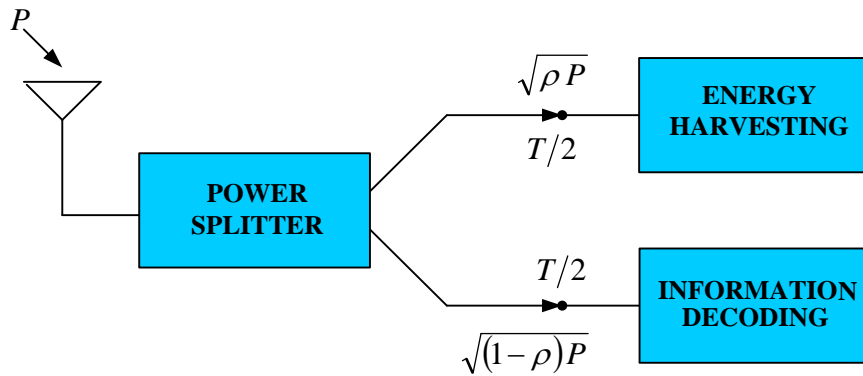 P
√ρP
T/2
ENERGY
HARVESTING
POWER
SPLITTER
T/2
√(1−ρ)P
INFORMATION
DECODING